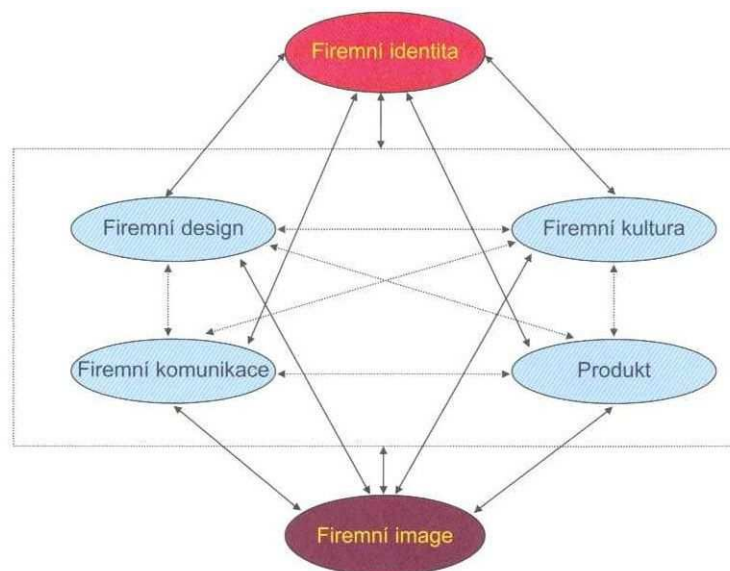 Firemní identita
Firemní design
Firemní kultura
Firemní komunikace
Produkt
Firemní image